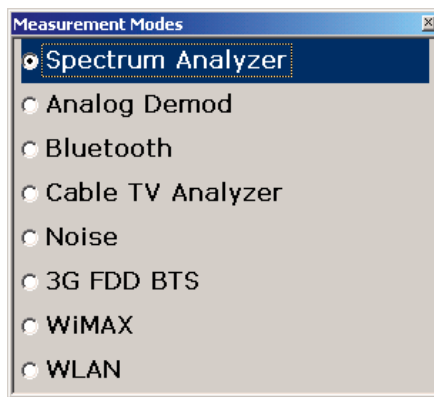 Measurement Modes
Spectrum Analyzer
Analog Demod
Bluetooth
Cable TV Analyzer
Noise
3G FDD BTS
WiMAX
WLAN